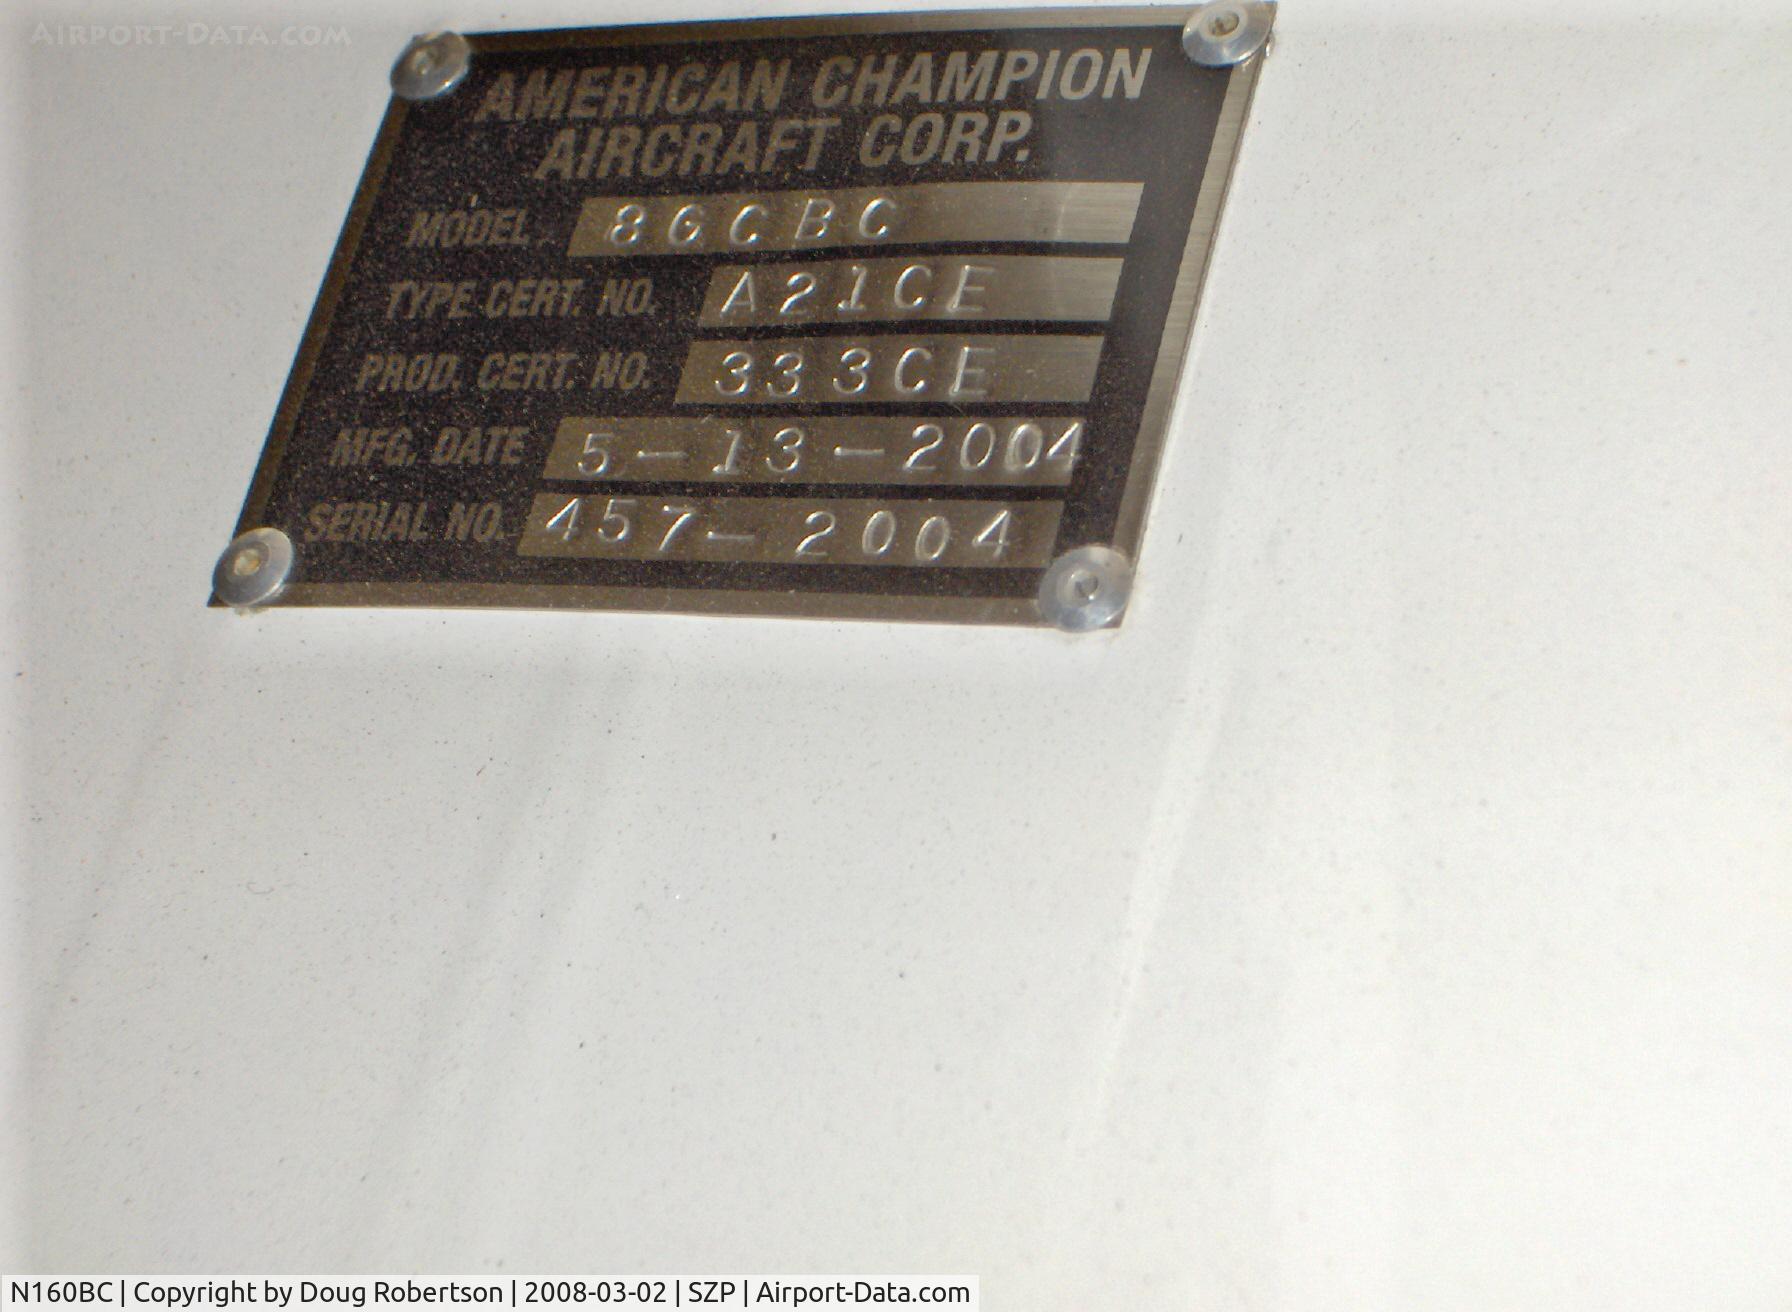 AIRPORT-DATA.COM
AMERICAN CHAMPION
AIRCRAFT CORP.
MODEL 8GCBC
TYPE CERT. NO. A21CE
PROD. CERT. NO. 333CE
MFG. DATE 5-13-2004
SERIAL NO. 457-2004
N160BC | Copyright by Doug Robertson | 2008-03-02 | SZP | Airport-Data.com